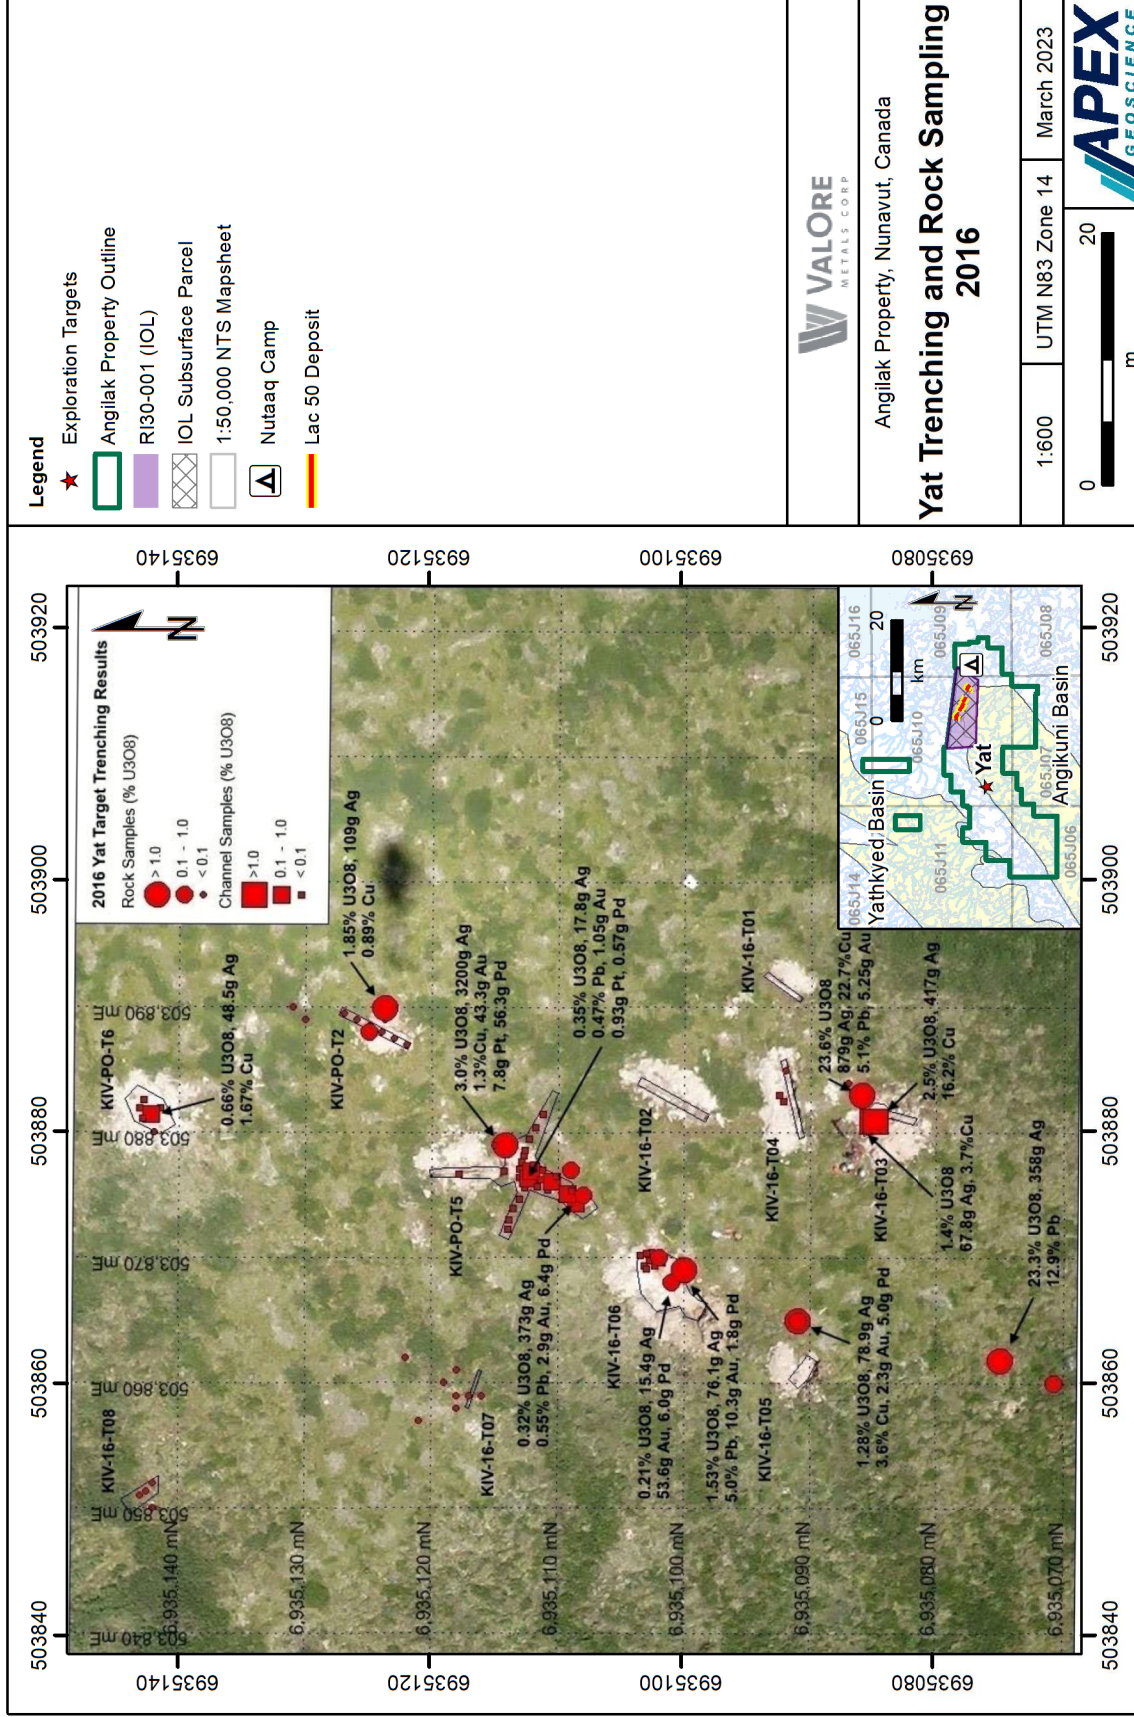 2016 Yat Target Trenching Results
Rock Samples (% U3O8)
> 1.0
0.1 - 1.0
< 0.1
Channel Samples (% U3O8)
>1.0
0.1 - 1.0
< 0.1
N
503840
503860
503880
503900
503920
6935140
6935120
6935100
6935080
6935140
6935120
6935100
6935080
503840
503860
503880
503900
503920
503,840 mE
503,850 mE
503,860 mE
503,870 mE
503,880 mE
503,890 mE
6,935,140 mN
6,935,130 mN
6,935,120 mN
6,935,110 mN
6,935,100 mN
6,935,090 mN
6,935,080 mN
6,935,070 mN
KIV-16-T08
KIV-PO-T6
0.66% U3O8, 48.5g Ag
1.67% Cu
KIV-PO-T2
1.85% U3O8, 109g Ag
0.89% Cu
KIV-PO-T5
3.0% U3O8, 3200g Ag
1.3%Cu, 43.3g Au
7.8g Pt, 56.3g Pd
KIV-16-T07
0.32% U3O8, 373g Ag
0.55% Pb, 2.9g Au, 6.4g Pd
0.35% U3O8, 17.8g Ag
0.47% Pb, 1.05g Au
0.93g Pt, 0.57g Pd
KIV-16-T06
KIV-16-T02
0.21% U3O8, 15.4g Ag
53.6g Au, 6.0g Pd
1.53% U3O8, 76.1g Ag
5.0% Pb, 10.3g Au, 1.8g Pd
KIV-16-T01
KIV-16-T04
KIV-16-T05
23.6% U3O8
879g Ag, 22.7%Cu
5.1% Pb, 5.25g Au
KIV-16-T03
1.28% U3O8, 78.9g Ag
3.6% Cu, 2.3g Au, 5.0g Pd
2.5% U3O8, 417g Ag
16.2% Cu
1.4% U3O8
67.8g Ag, 3.7%Cu
23.3% U3O8, 358g Ag
12.9% Pb
065J14
065J15
065J16
Yathkyed Basin
0
20
km
N
065J11
065J10
065J09
Yat
065J06
065J07
065J08
Angikuni Basin
Legend
Exploration Targets
Angilak Property Outline
RI30-001 (IOL)
IOL Subsurface Parcel
1:50,000 NTS Mapsheet
Nutaaq Camp
Lac 50 Deposit
VALORE
METALS CORP
Angilak Property, Nunavut, Canada
Yat Trenching and Rock Sampling
2016
1:600
UTM N83 Zone 14
March 2023
0
20
m
APEX
GEOSCIENCE